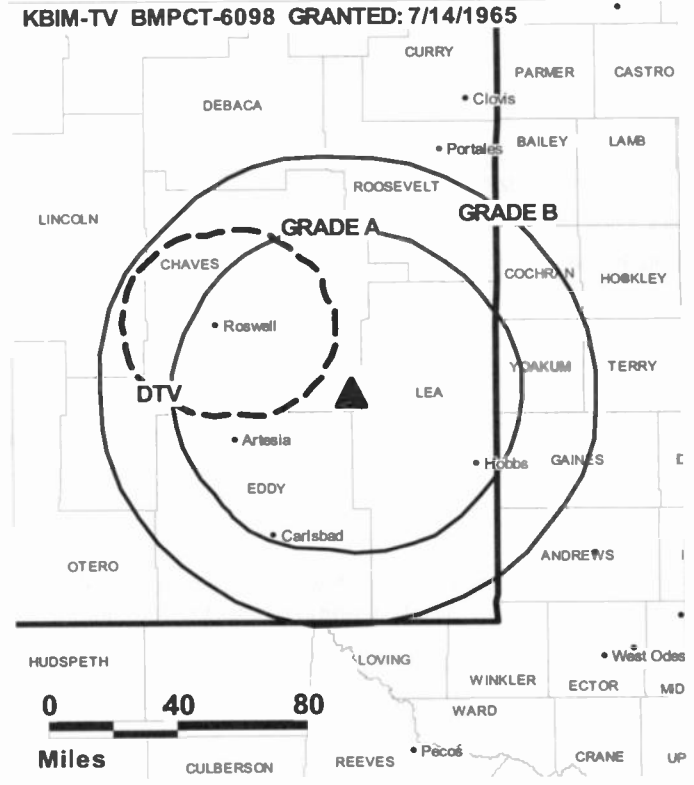 KBIM-TV BMPCT-6098 GRANTED: 7/14/1965
CURRY
PARMER
CASTRO
DEBACA
Clovis
Portales
BAILEY
LAMB
ROOSEVELT
LINCOLN
GRADE A
GRADE B
CHAVES
COCHRAN
HOCKLEY
Roswell
YOAKUM
TERRY
DTV
LEA
Artesia
Hobbs
GAINES
D
EDDY
Carlsbad
ANDREWS
OTERO
HUDSPETH
LOVING
West Odes
WINKLER
ECTOR
MID
0 40 80
WARD
Miles
CULBERSON
REEVES
Pecos
CRANE
UP